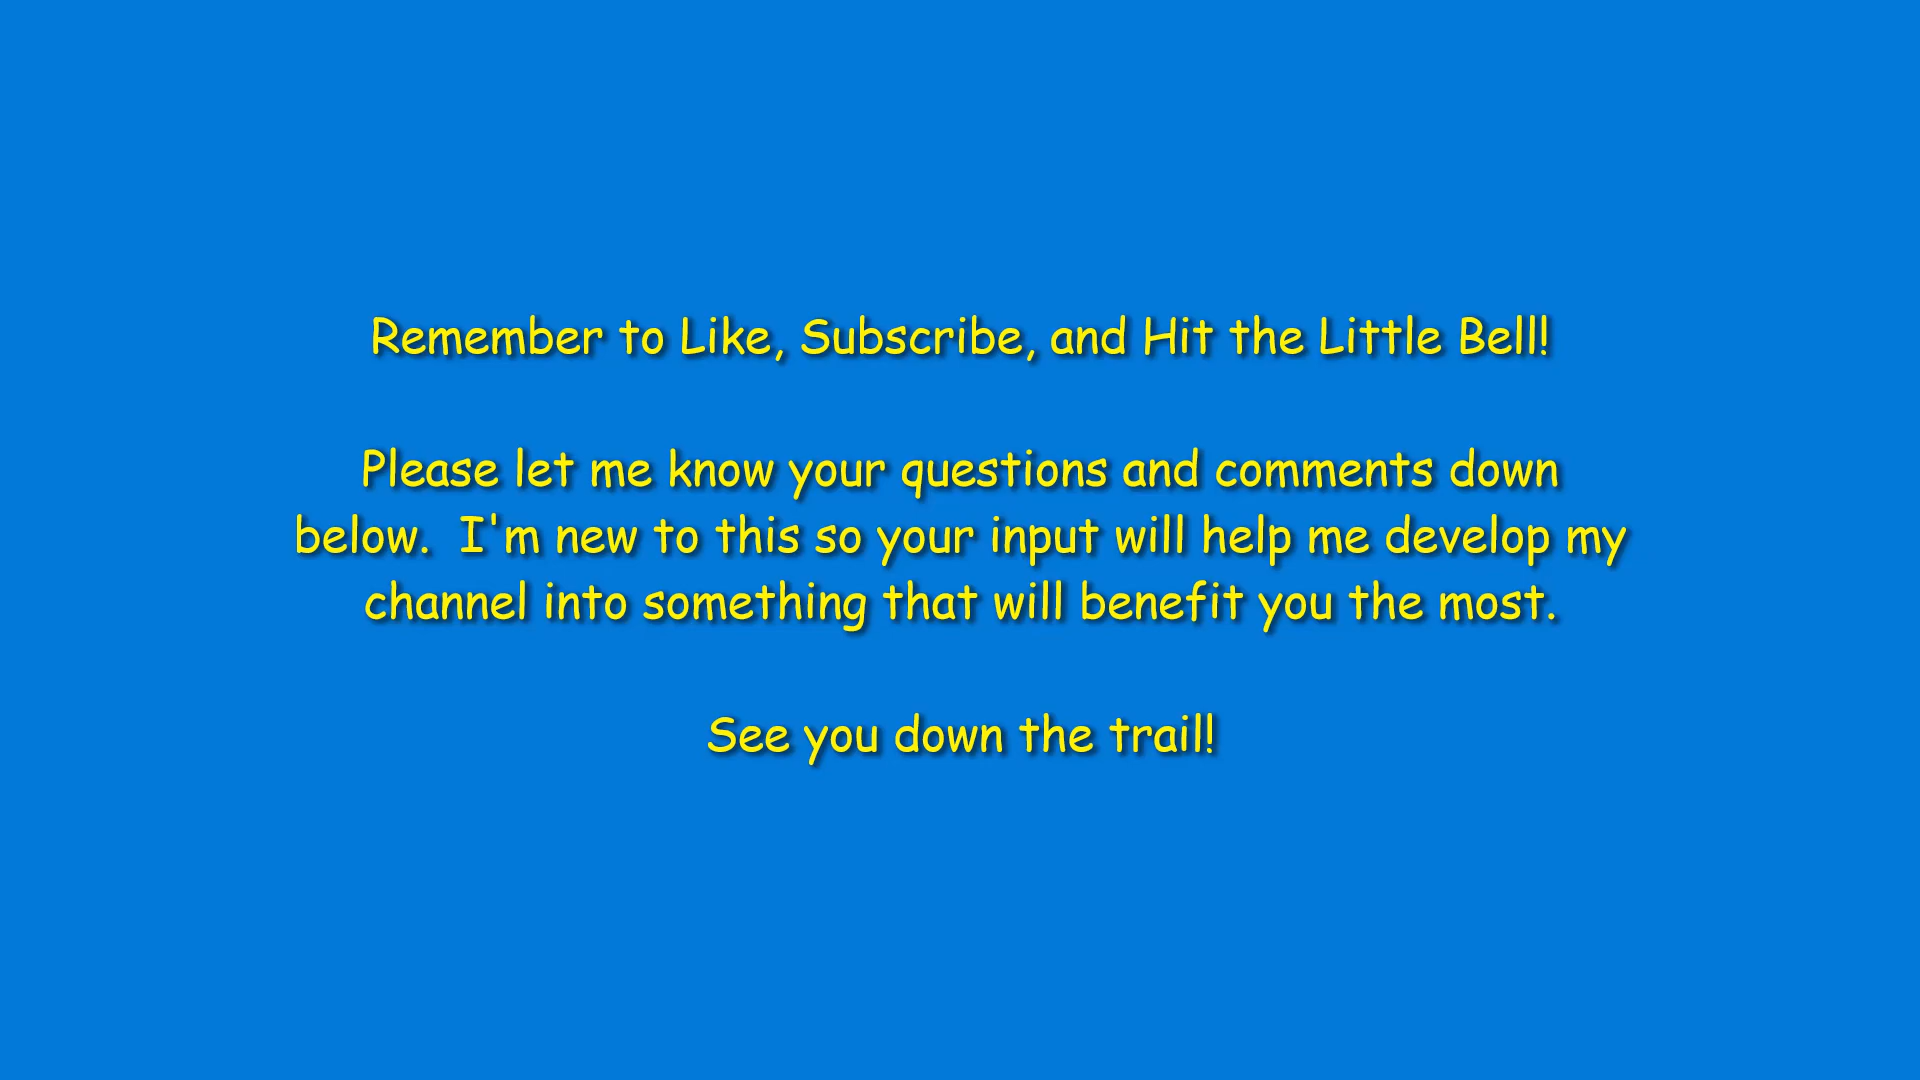 Remember to Like, Subscribe, and Hit the Little Bell!
Please let me know your questions and comments down
below.  I'm new to this so your input will help me develop my
channel into something that will benefit you the most.
See you down the trail!